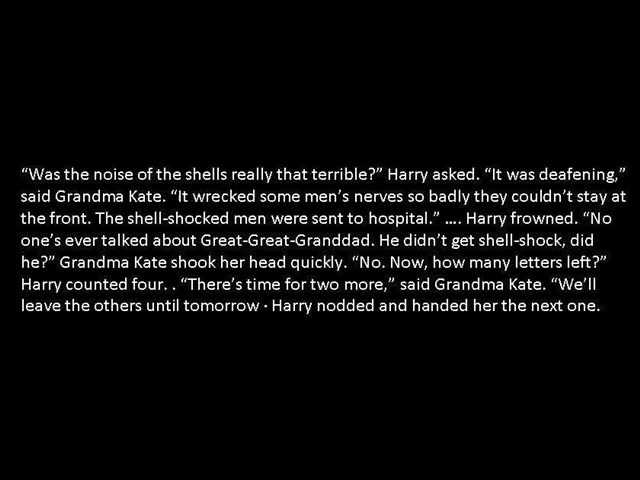 “Was the noise of the shells really that terrible?” Harry asked. “It was deafening,”
said Grandma Kate. “It wrecked some men’s nerves so badly they couldn’t stay at
the front. The shell-shocked men were sent to hospital.” …. Harry frowned. “No
one’s ever talked about Great-Great-Granddad. He didn’t get shell-shock, did
he?” Grandma Kate shook her head quickly. “No. Now, how many letters left?”
Harry counted four. . “There’s time for two more,” said Grandma Kate. “We’ll
leave the others until tomorrow · Harry nodded and handed her the next one.